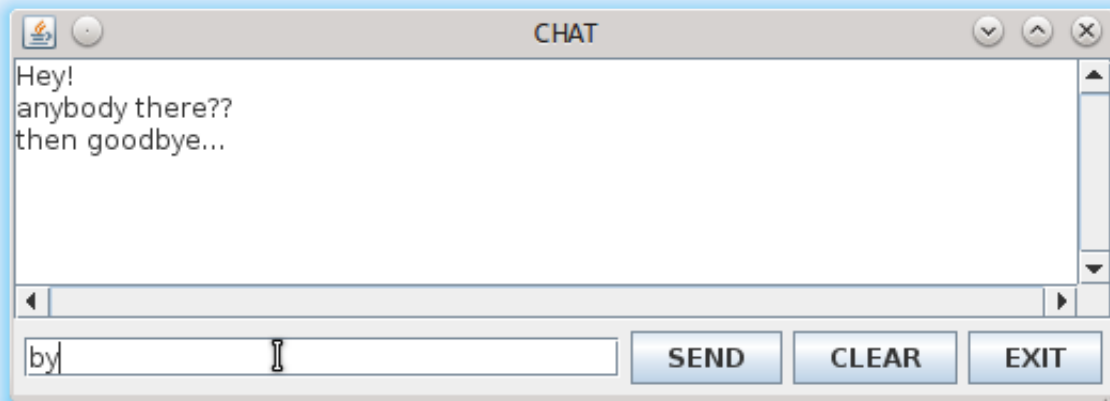 CHAT
Hey!
anybody there??
then goodbye...
by
SEND
CLEAR
EXIT